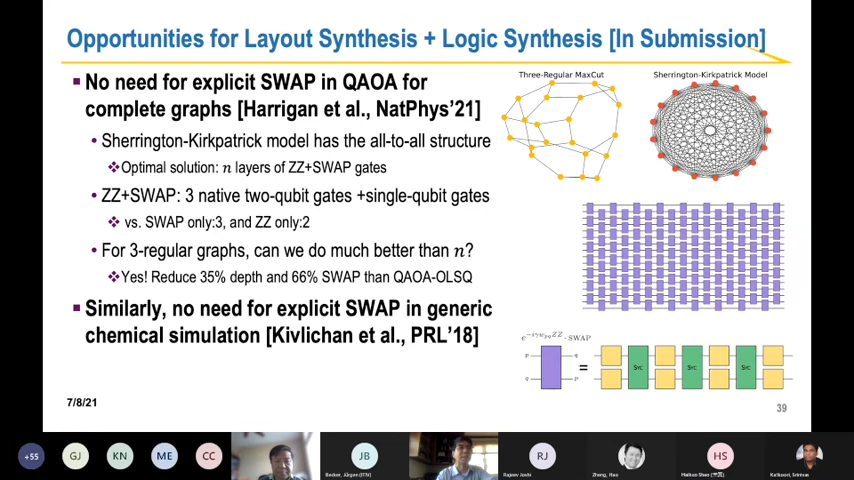 Opportunities for Layout Synthesis + Logic Synthesis [In Submission]
No need for explicit SWAP in QAOA for
complete graphs [Harrigan et al., NatPhys'21]
Sherrington-Kirkpatrick model has the all-to-all structure
Optimal solution: n layers of ZZ+SWAP gates
ZZ+SWAP: 3 native two-qubit gates +single-qubit gates
vs. SWAP only:3, and ZZ only:2
For 3-regular graphs, can we do much better than n?
Yes! Reduce 35% depth and 66% SWAP than QAOA-OLSQ
Similarly, no need for explicit SWAP in generic
chemical simulation [Kivlichan et al., PRL'18]
Three-Regular MaxCut
Sherrington-Kirkpatrick Model
p
q
q
p
=
7/8/21
39
+55
GJ
KN
ME
CC
JB
RJ
HS
Becker, Jürgen (ITIV)
Rajeev Joshi
Zheng, Hao